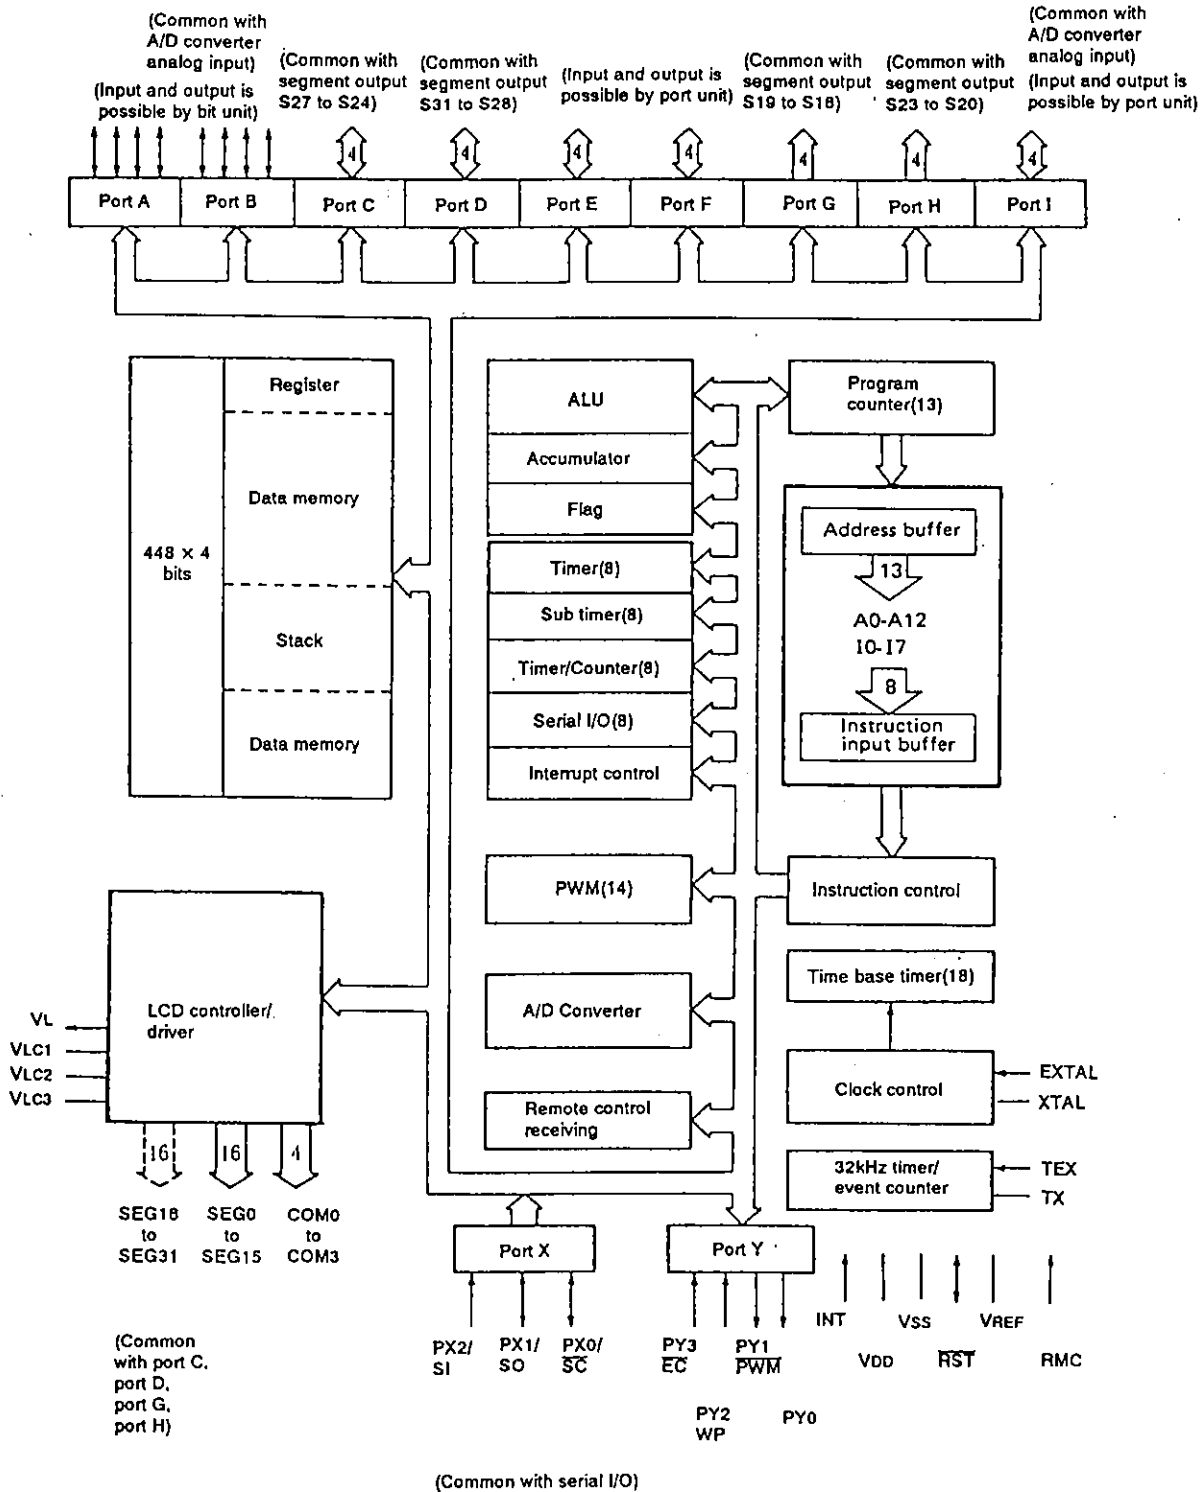 (Common with
A/D converter
analog input)
(Input and output is
possible by bit unit)
(Common with
segment output
S27 to S24)
(Common with
segment output
S31 to S28)
(Input and output is
possible by port unit)
(Common with
segment output
S19 to S16)
(Common with
segment output
S23 to S20)
(Common with
A/D converter
analog input)
(Input and output is
possible by port unit)
4 4 4 4 4 4 4
Port A Port B Port C Port D Port E Port F Port G Port H Port I
448 × 4
bits
Register
Data memory
Stack
Data memory
ALU
Accumulator
Flag
Timer(8)
Sub timer(8)
Timer/Counter(8)
Serial I/O(8)
Interrupt control
PWM(14)
A/D Converter
Remote control
receiving
Program
counter(13)
Address buffer
13
A0-A12
I0-I7
8
Instruction
input buffer
Instruction control
Time base timer(18)
Clock control
EXTAL
XTAL
32kHz timer/
event counter
TEX
TX
LCD controller/
driver
VL
VLC1
VLC2
VLC3
16 16 4
SEG16
to
SEG31
SEG0
to
SEG15
COM0
to
COM3
(Common
with port C,
port D,
port G,
port H)
Port X
PX2/
SI
PX1/
SO
PX0/
S̅C̅
Port Y
PY3
E̅C̅
PY2
WP
PY1
P̅W̅M̅
PY0
INT
VDD
VSS
R̅S̅T̅
VREF
RMC
(Common with serial I/O)